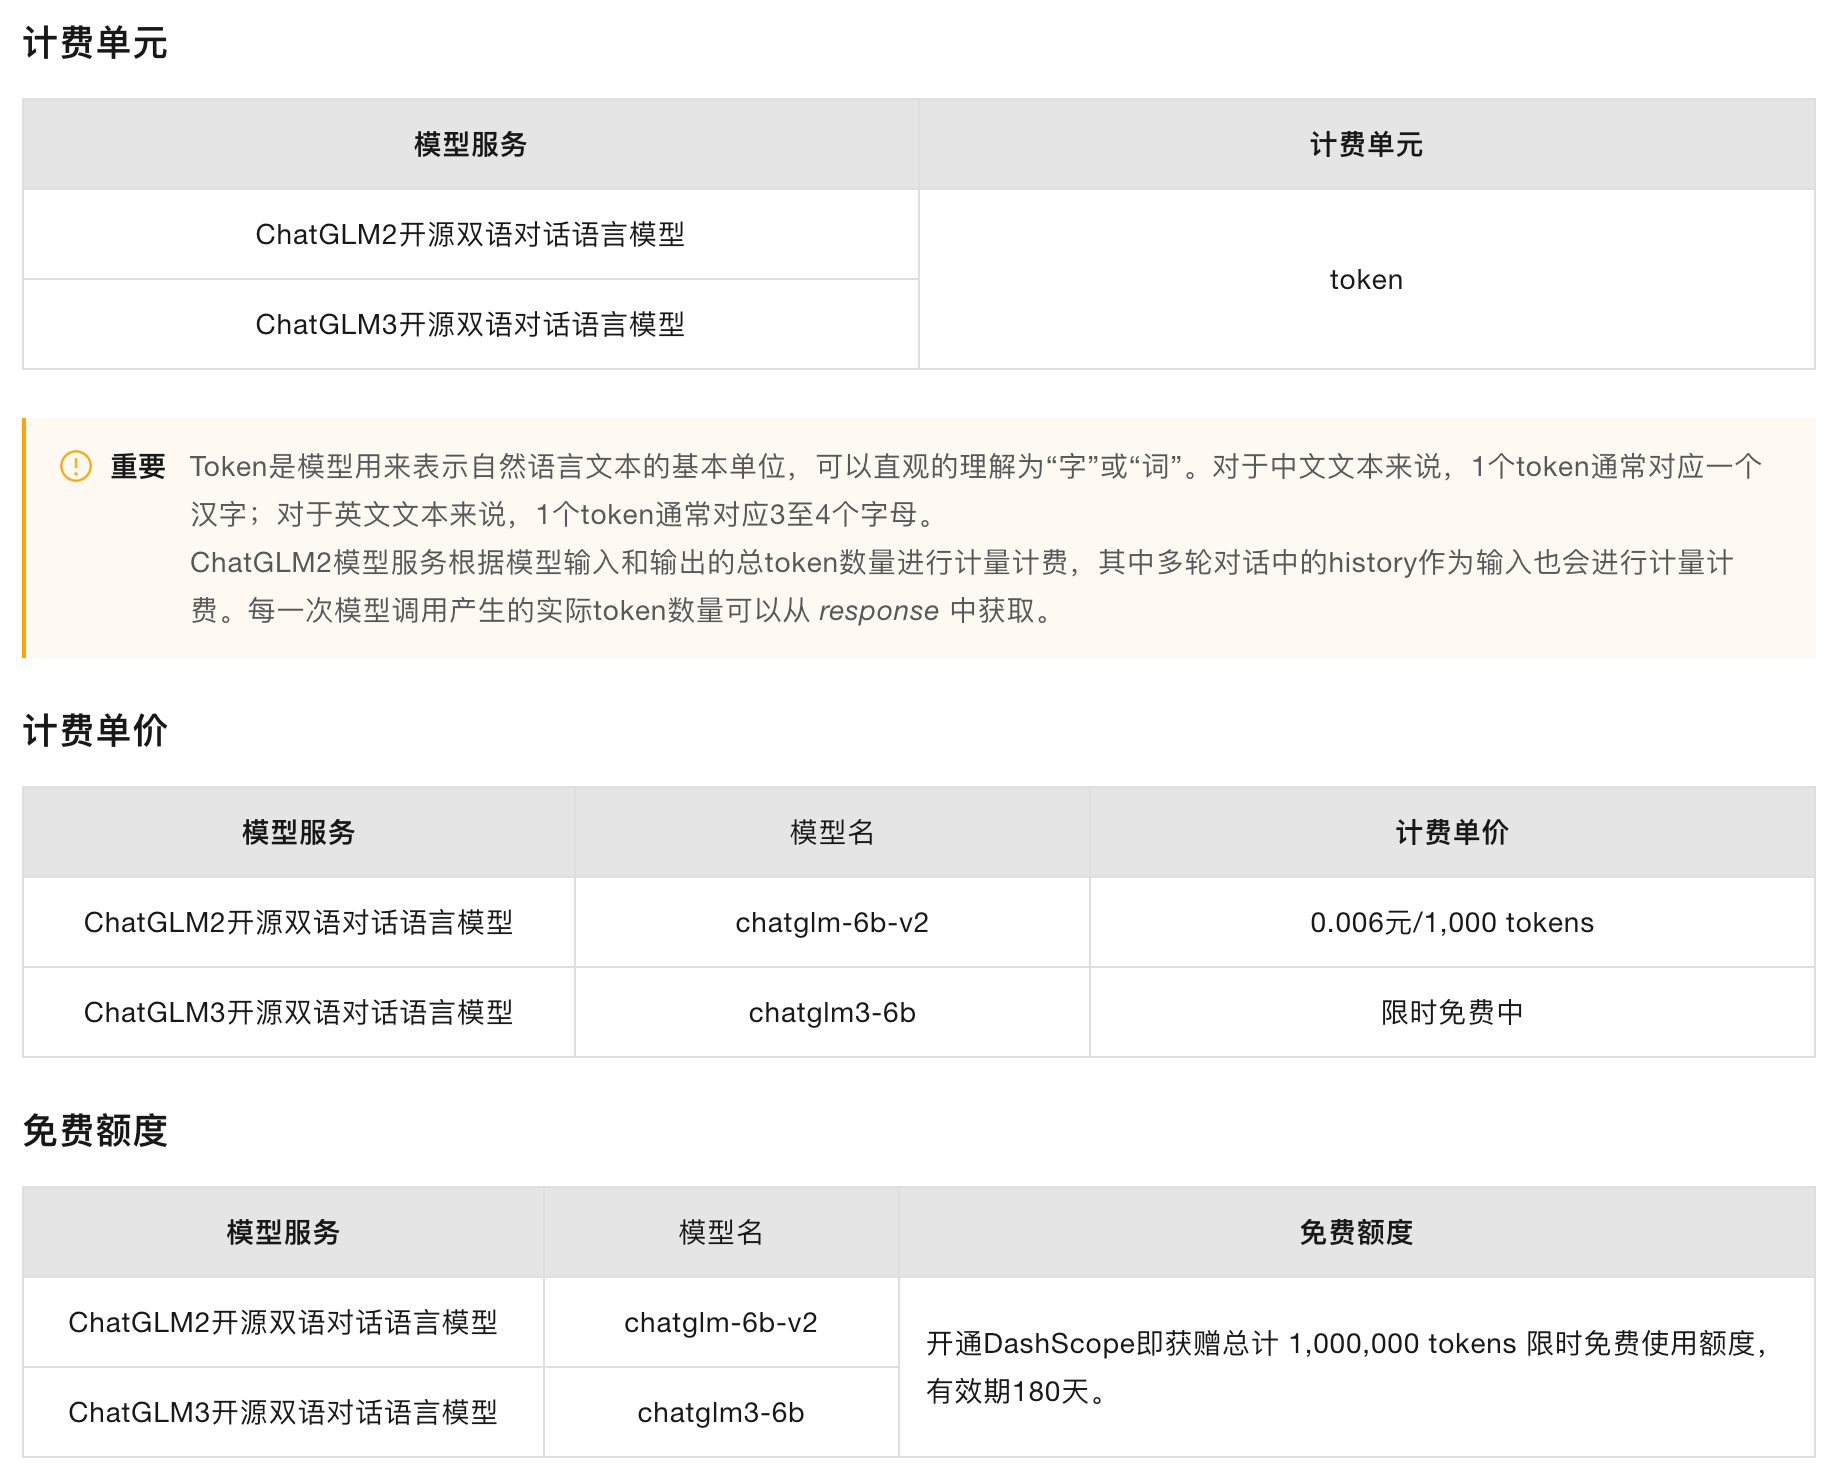 计费单元
模型服务 计费单元
ChatGLM2开源双语对话语言模型
token
ChatGLM3开源双语对话语言模型
重要 Token是模型用来表示自然语言文本的基本单位，可以直观的理解为“字”或“词”。对于中文文本来说，1个token通常对应一个
汉字；对于英文文本来说，1个token通常对应3至4个字母。
ChatGLM2模型服务根据模型输入和输出的总token数量进行计量计费，其中多轮对话中的history作为输入也会进行计量计
费。每一次模型调用产生的实际token数量可以从 response 中获取。
计费单价
模型服务 模型名 计费单价
ChatGLM2开源双语对话语言模型 chatglm-6b-v2 0.006元/1,000 tokens
ChatGLM3开源双语对话语言模型 chatglm3-6b 限时免费中
免费额度
模型服务 模型名 免费额度
ChatGLM2开源双语对话语言模型 chatglm-6b-v2
开通DashScope即获赠总计 1,000,000 tokens 限时免费使用额度，
有效期180天。
ChatGLM3开源双语对话语言模型 chatglm3-6b